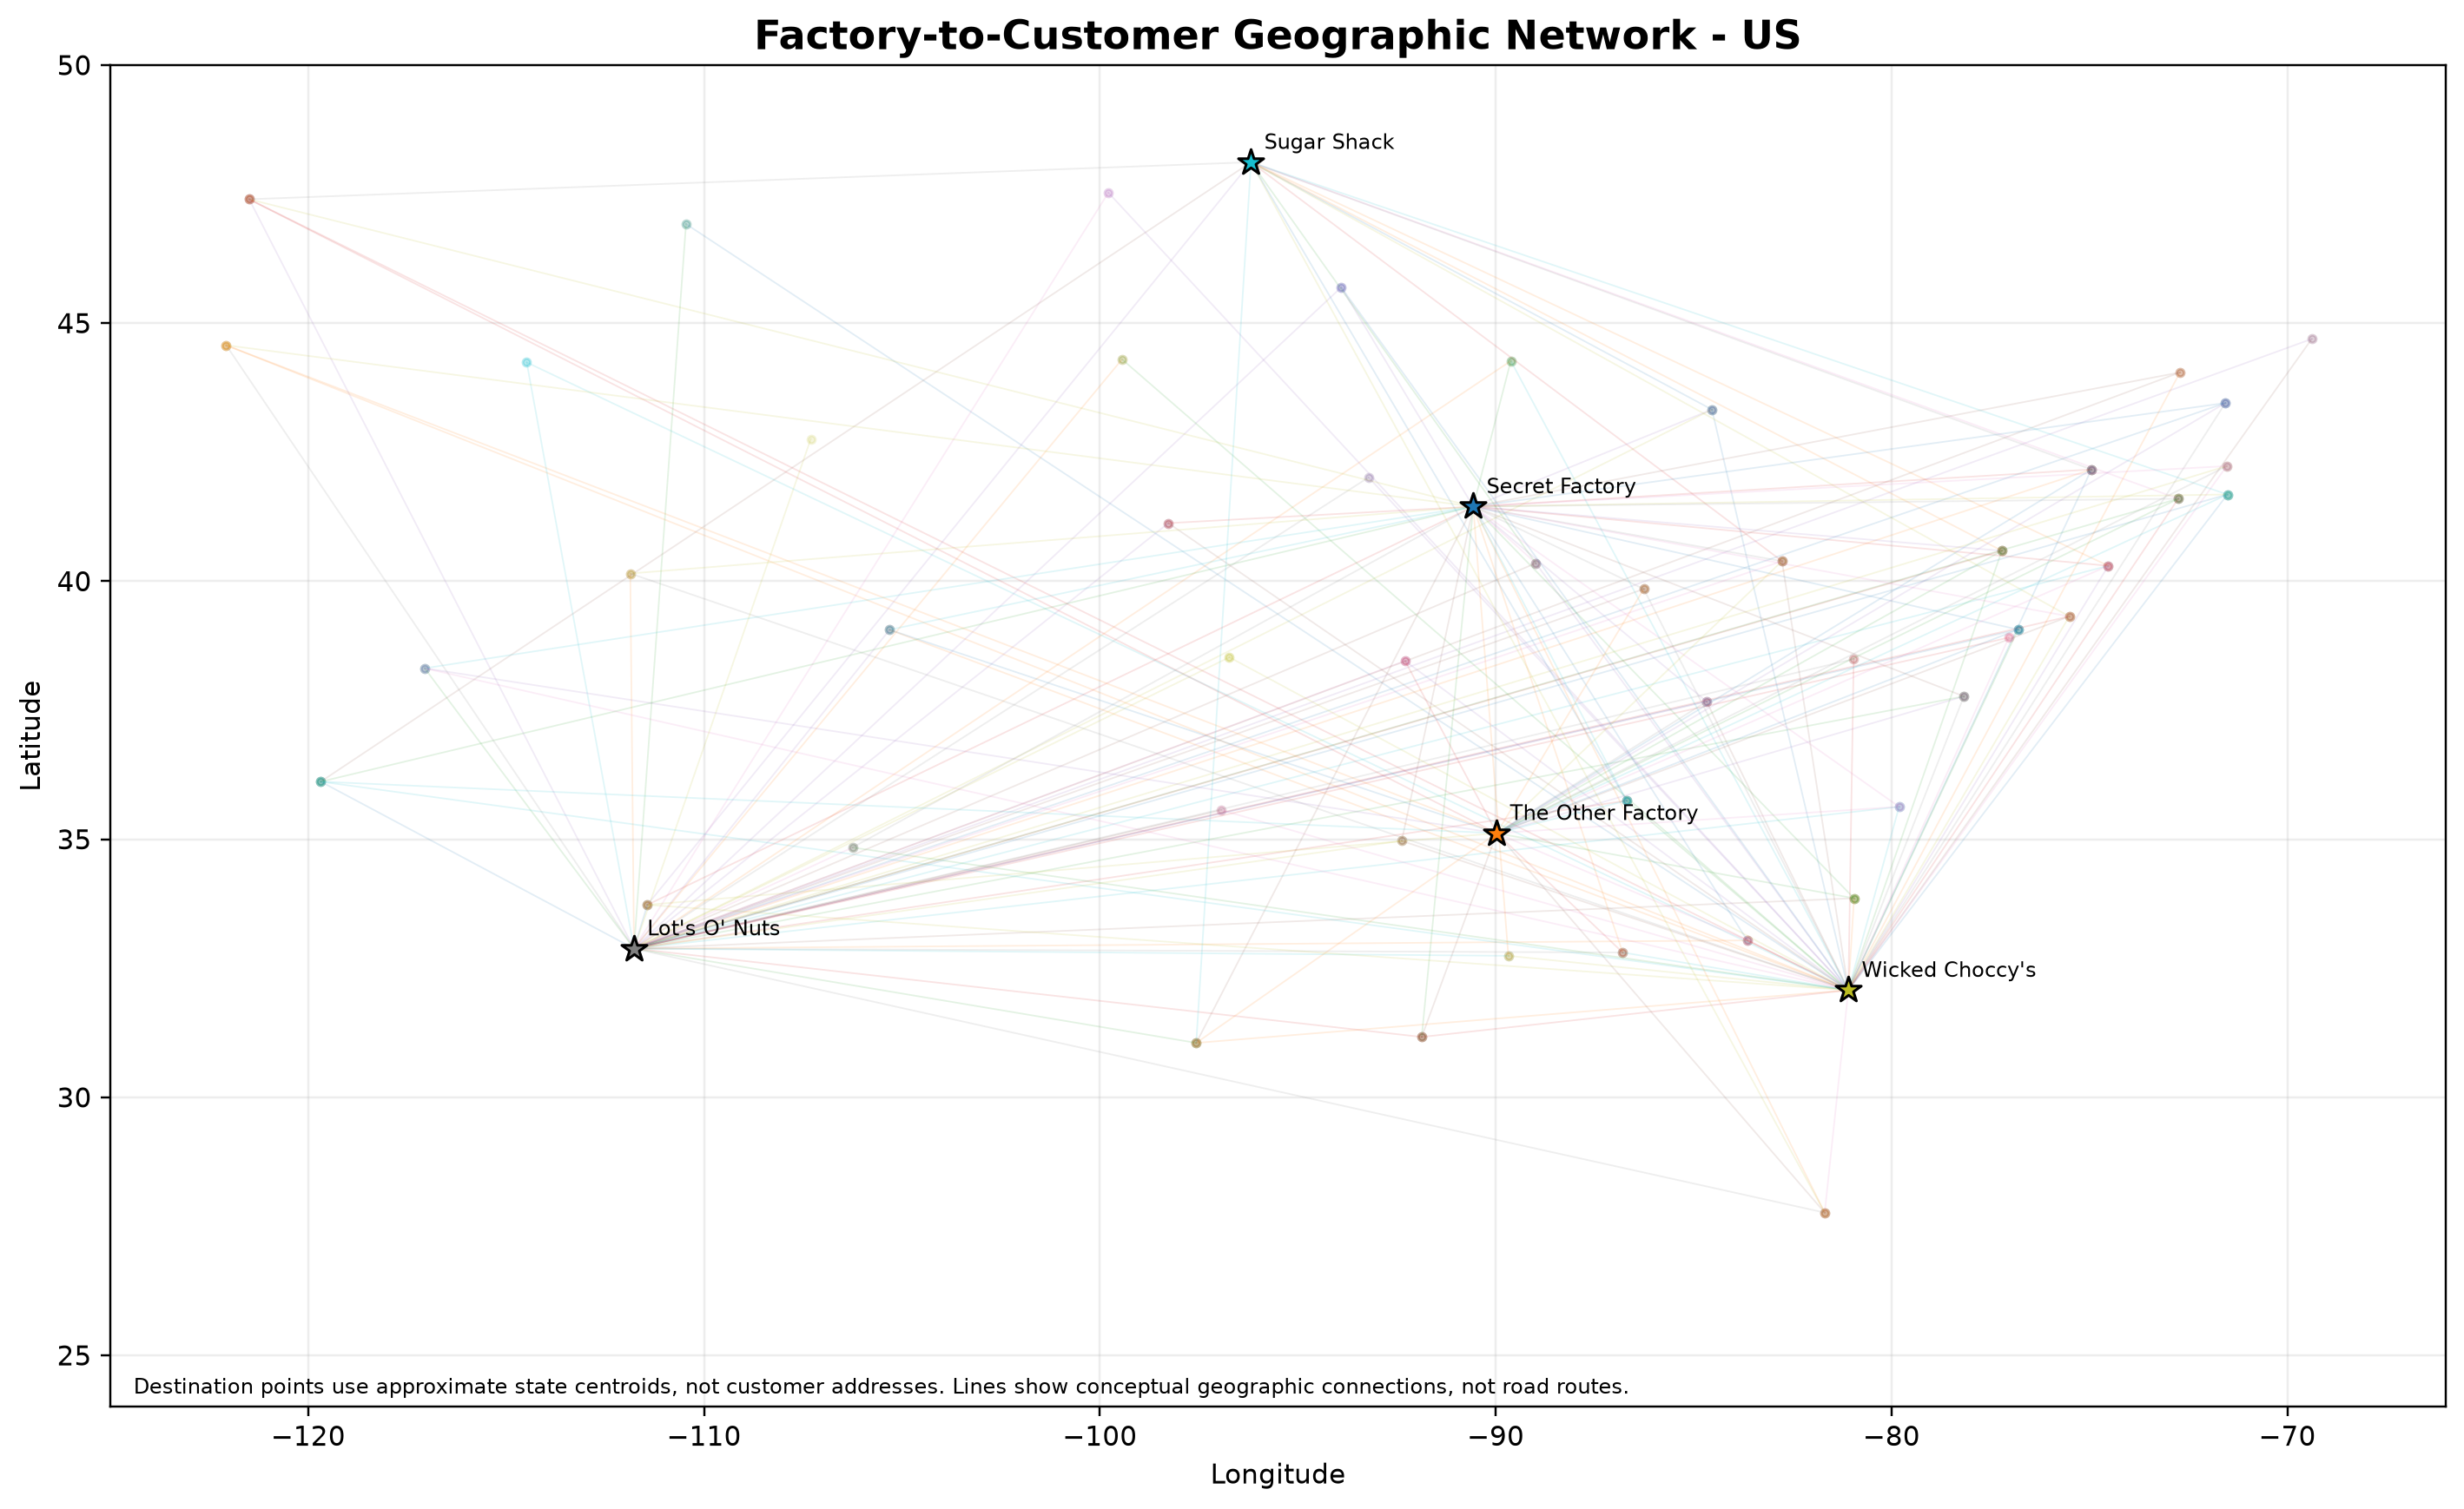 Factory-to-Customer Geographic Network - US
50
45
40
35
30
25
Latitude
Sugar Shack
Secret Factory
The Other Factory
Lot's O' Nuts
Wicked Choccy's
Destination points use approximate state centroids, not customer addresses. Lines show conceptual geographic connections, not road routes.
−120 −110 −100 −90 −80 −70
Longitude